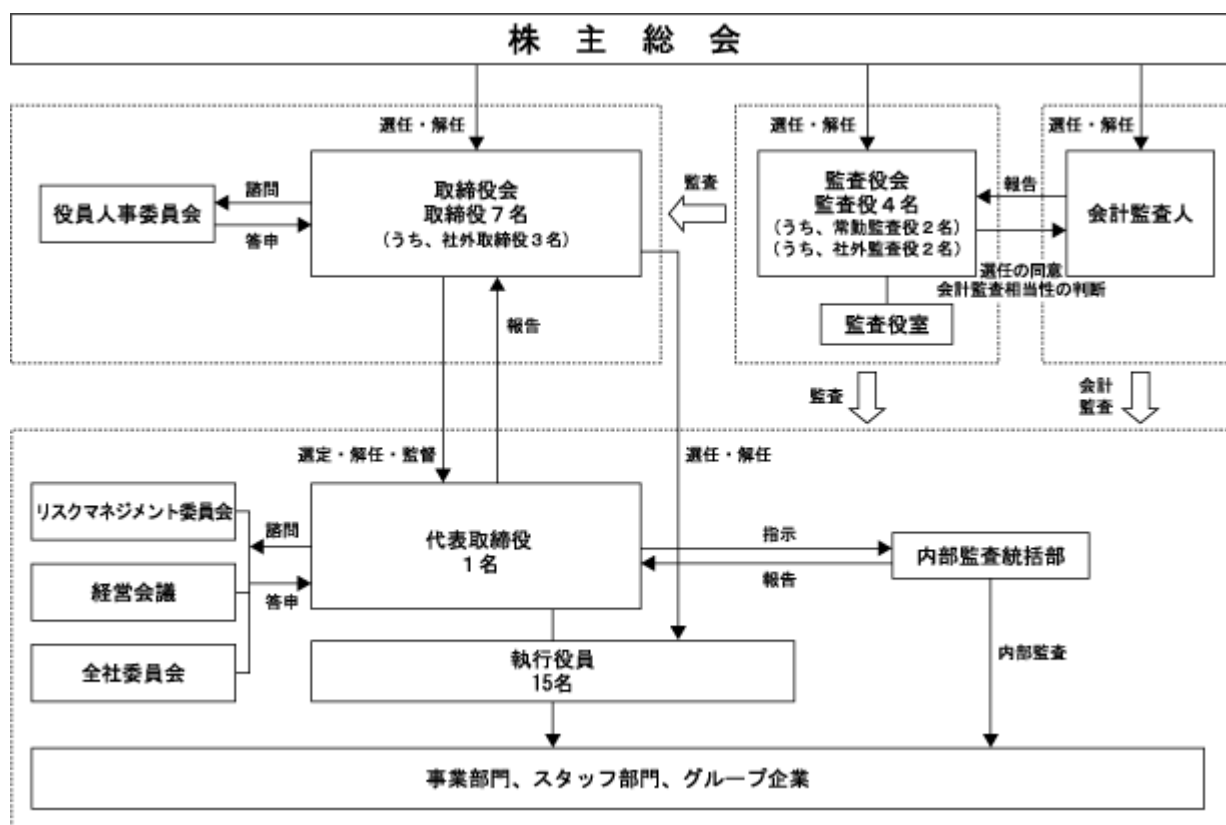 株主総会
選任・解任
選任・解任
選任・解任
取締役会
取締役７名
（うち、社外取締役３名）
諮問
答申
役員人事委員会
監査
監査役会
監査役４名
（うち、常勤監査役２名）
（うち、社外監査役２名）
報告
会計監査人
選任の同意
会計監査相当性の判断
監査役室
報告
監査
会計
監査
選定・解任・監督
選任・解任
リスクマネジメント委員会
諮問
代表取締役
１名
指示
報告
内部監査統括部
経営会議
答申
全社委員会
執行役員
15名
内部監査
事業部門、スタッフ部門、グループ企業